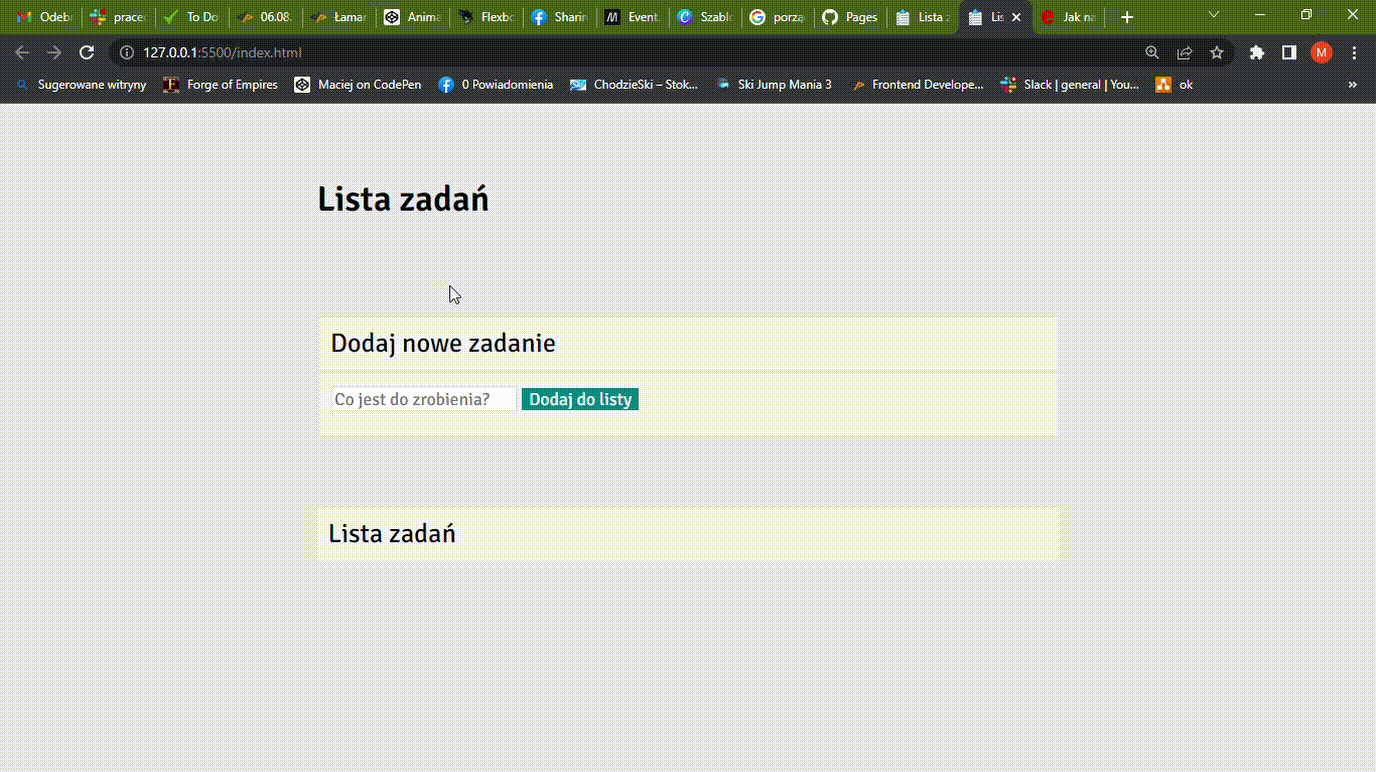 Odeb
praced
To Do
06.08.
Łamar
Anima
Flexbo
Sharin
Event
Szabl
porzą
Pages
Lista z
Lis
Jak na
127.0.0.1:5500/index.html
M
Sugerowane witryny
Forge of Empires
Maciej on CodePen
0 Powiadomienia
ChodzieSki – Stok...
Ski Jump Mania 3
Frontend Develope...
Slack | general | You...
ok
»
Lista zadań
Dodaj nowe zadanie
Co jest do zrobienia?
Dodaj do listy
Lista zadań